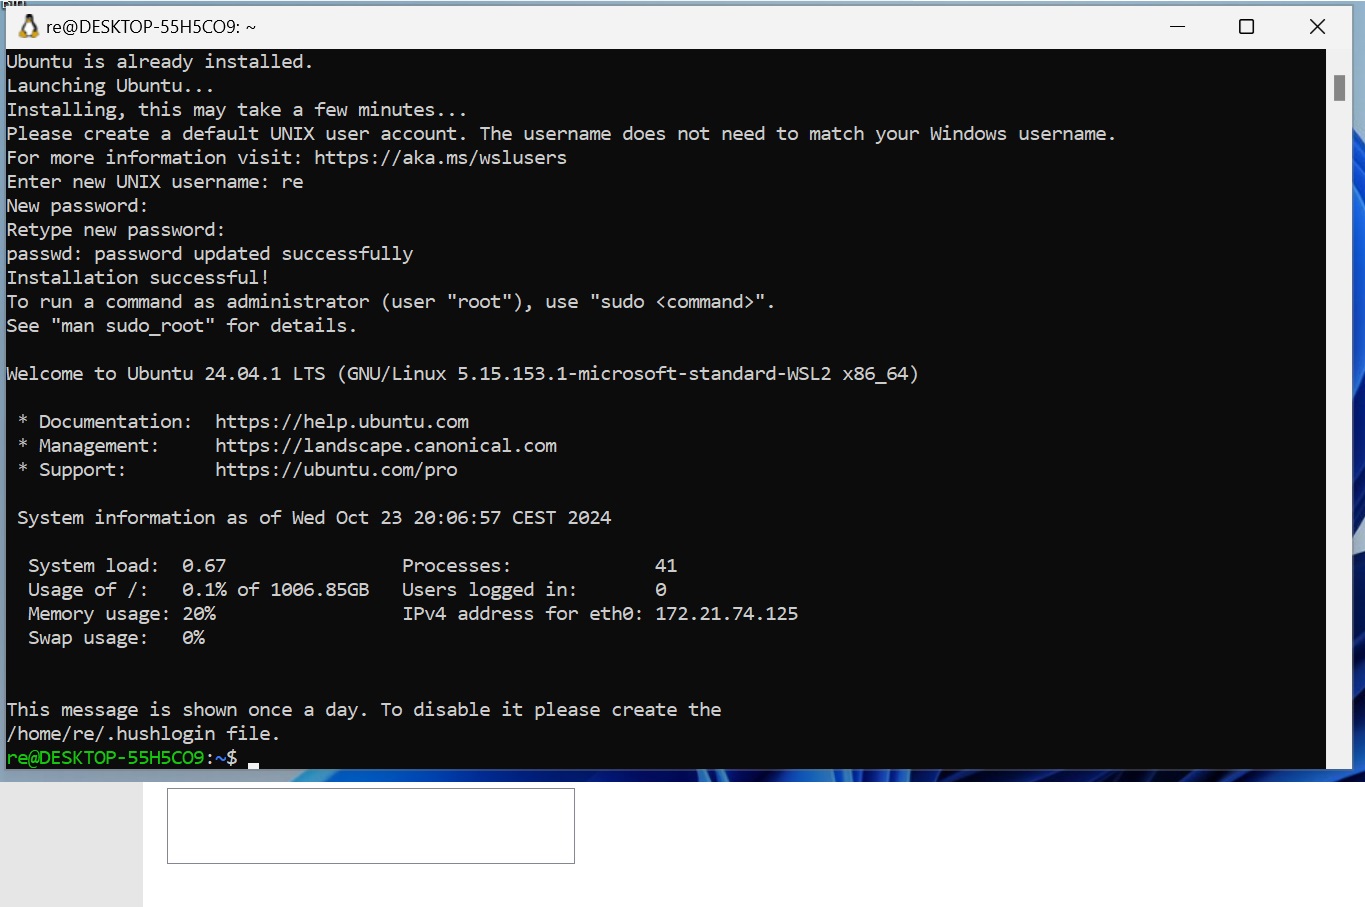 re@DESKTOP-55H5CO9: ~
Ubuntu is already installed.
Launching Ubuntu...
Installing, this may take a few minutes...
Please create a default UNIX user account. The username does not need to match your Windows username.
For more information visit: https://aka.ms/wslusers
Enter new UNIX username: re
New password:
Retype new password:
passwd: password updated successfully
Installation successful!
To run a command as administrator (user "root"), use "sudo <command>".
See "man sudo_root" for details.
Welcome to Ubuntu 24.04.1 LTS (GNU/Linux 5.15.153.1-microsoft-standard-WSL2 x86_64)
* Documentation:  https://help.ubuntu.com
* Management:     https://landscape.canonical.com
* Support:        https://ubuntu.com/pro
System information as of Wed Oct 23 20:06:57 CEST 2024
System load:  0.67                Processes:             41
Usage of /:   0.1% of 1006.85GB   Users logged in:       0
Memory usage: 20%                 IPv4 address for eth0: 172.21.74.125
Swap usage:   0%
This message is shown once a day. To disable it please create the
/home/re/.hushlogin file.
re@DESKTOP-55H5CO9:~$